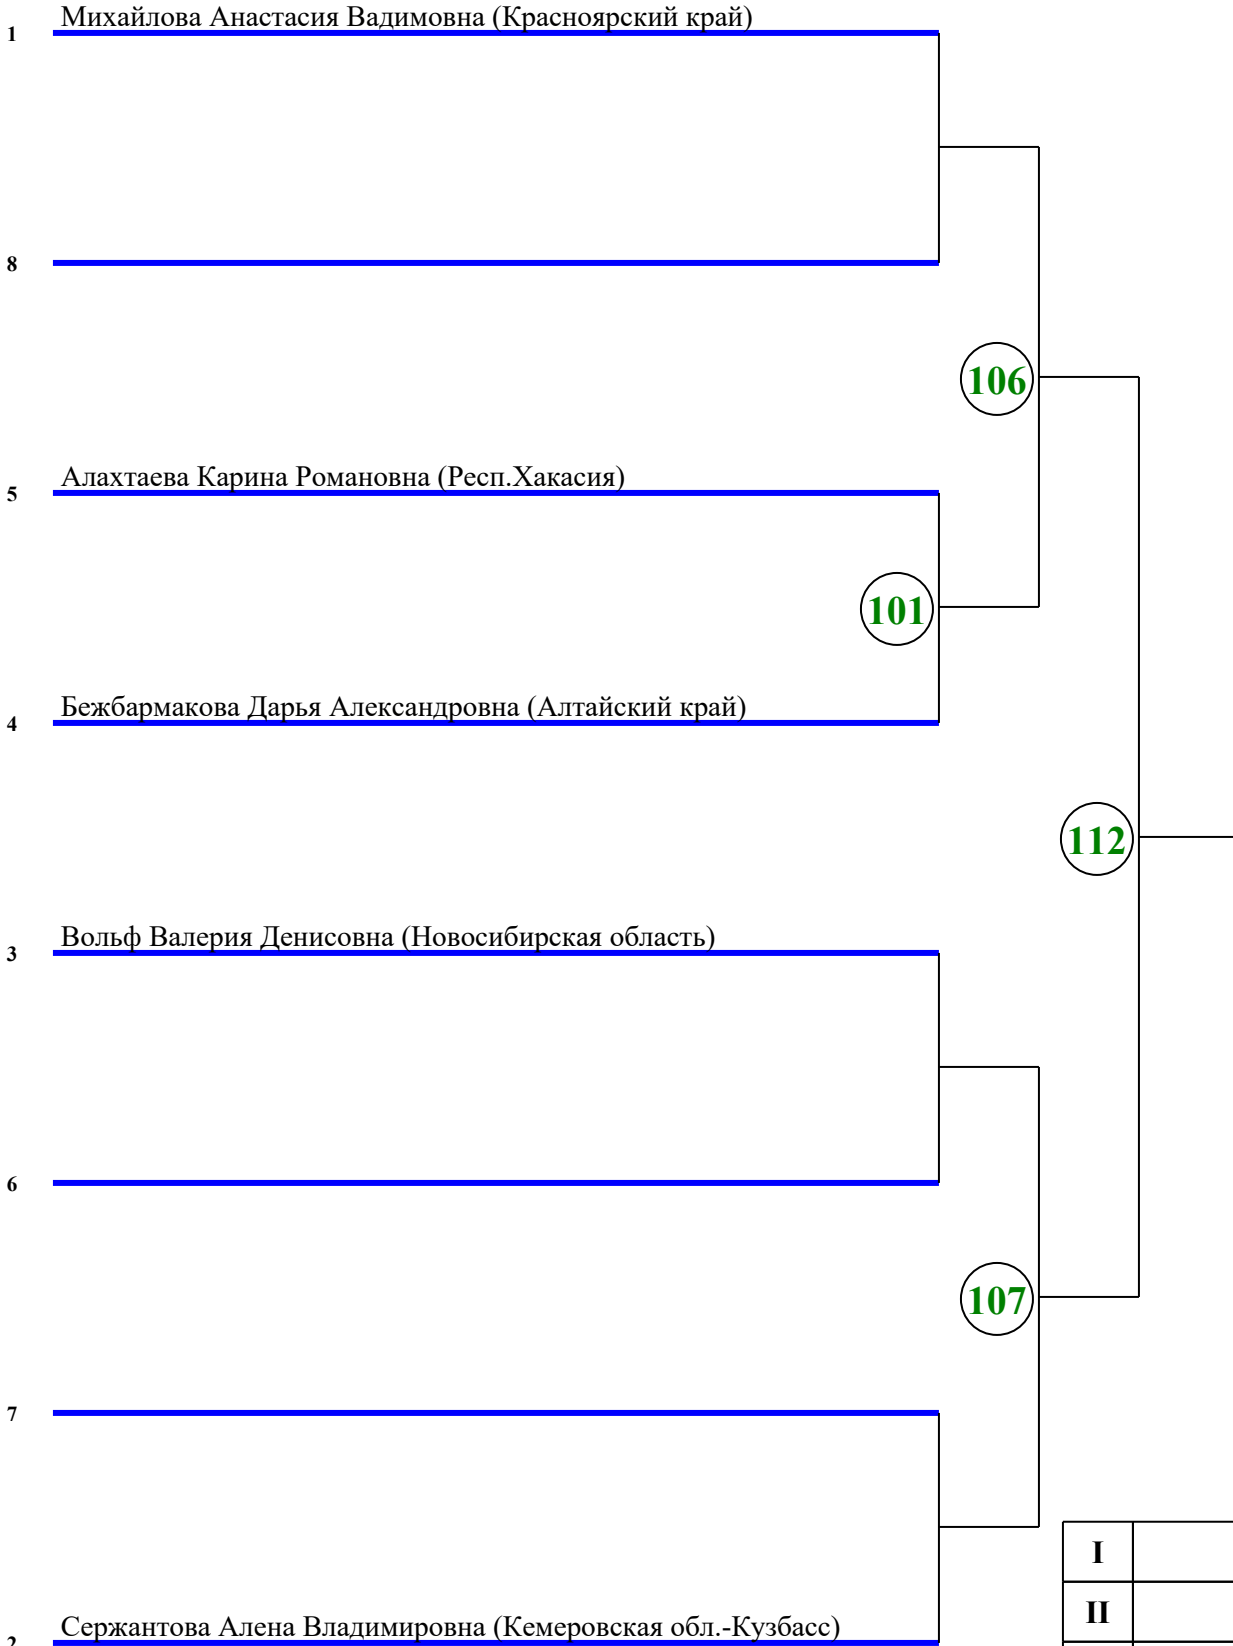 Михайлова Анастасия Вадимовна (Красноярский край)
1
8
106
Алахтаева Карина Романовна (Респ.Хакасия)
5
101
Бежбармакова Дарья Александровна (Алтайский край)
4
112
Вольф Валерия Денисовна (Новосибирская область)
3
6
107
7
I
II
Сержантова Алена Владимировна (Кемеровская обл.-Кузбасс)
2